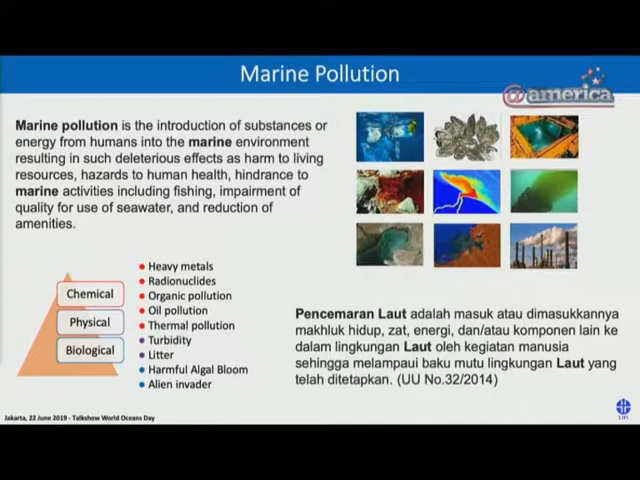 Marine Pollution
@america
Marine pollution is the introduction of substances or
energy from humans into the marine environment
resulting in such deleterious effects as harm to living
resources, hazards to human health, hindrance to
marine activities including fishing, impairment of
quality for use of seawater, and reduction of
amenities.
Chemical
Physical
Biological
Heavy metals
Radionuclides
Organic pollution
Oil pollution
Thermal pollution
Turbidity
Litter
Harmful Algal Bloom
Alien invader
Pencemaran Laut adalah masuk atau dimasukkannya
makhluk hidup, zat, energi, dan/atau komponen lain ke
dalam lingkungan Laut oleh kegiatan manusia
sehingga melampaui baku mutu lingkungan Laut yang
telah ditetapkan. (UU No.32/2014)
Jakarta, 22 June 2019 - Talkshow World Oceans Day
LIPI